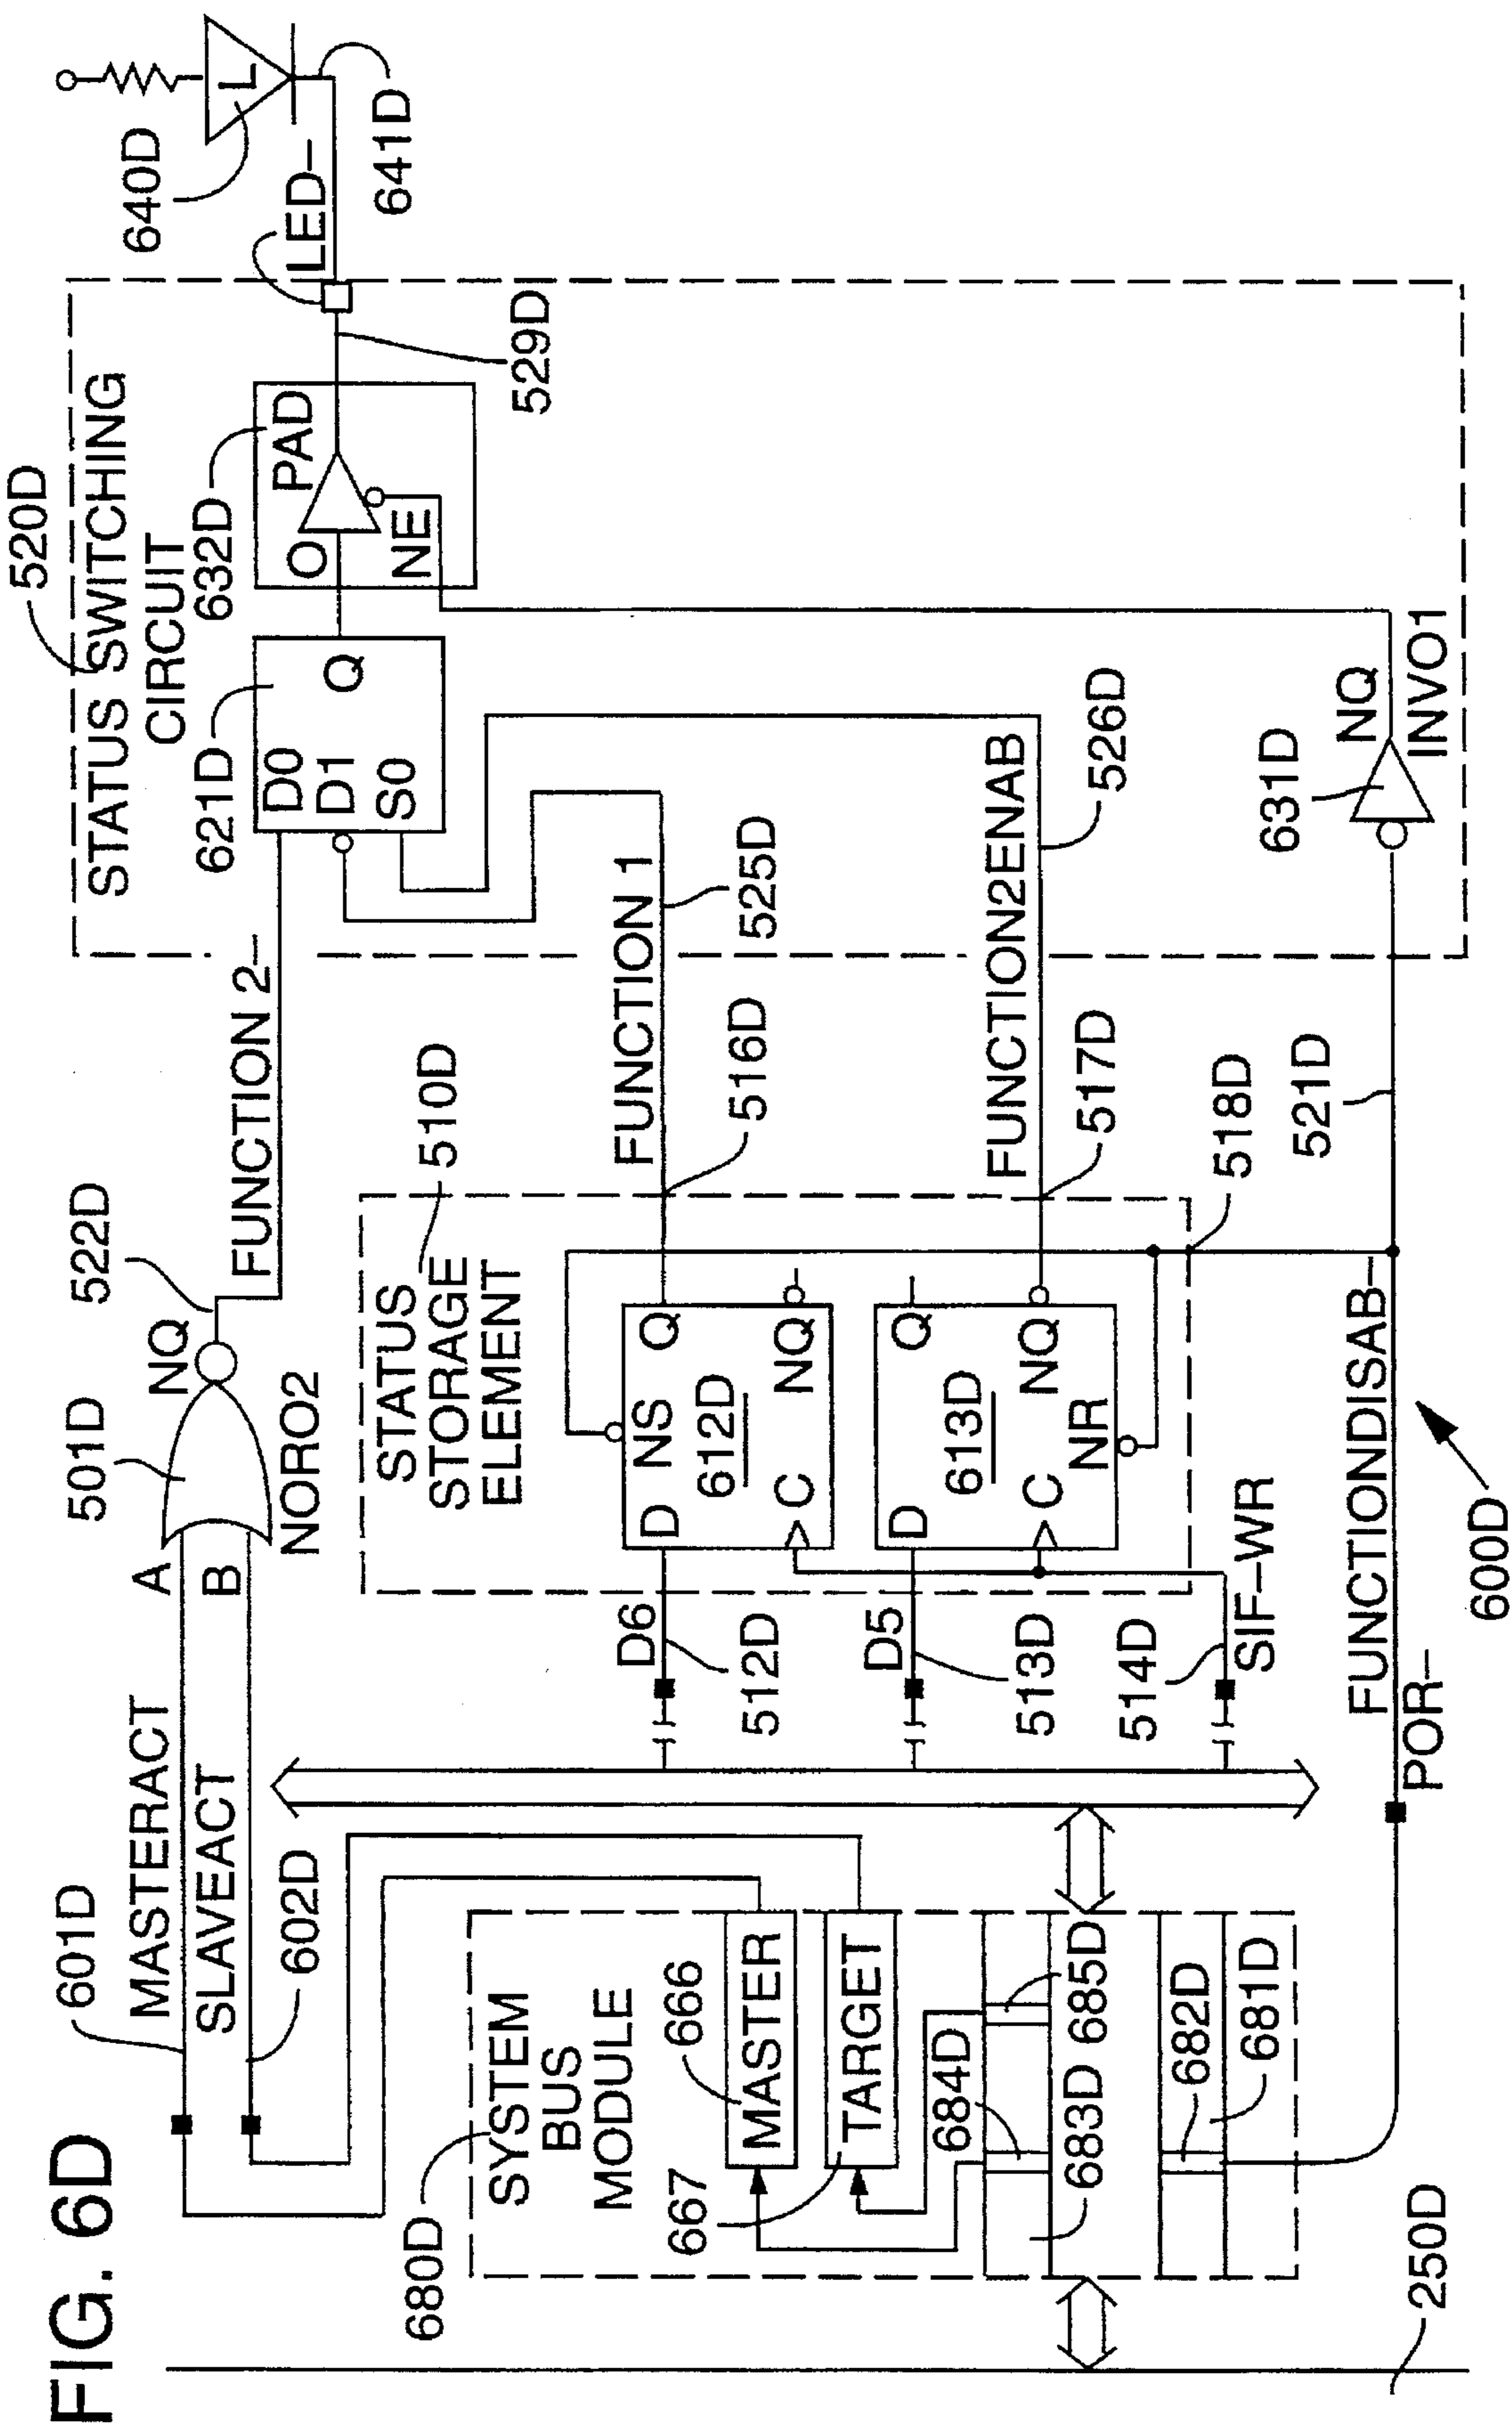 FIG. 6D
601D
MASTERACT
SLAVEACT
602D
A
B
501D
NQ
NORO2
522D
FUNCTION 2–
520D
STATUS SWITCHING
CIRCUIT
621D
D0
D1
S0
Q
632D
O
PAD
NE
529D
LED–
640D
L
641D
680D
SYSTEM
BUS
MODULE
667
666
MASTER
TARGET
684D
685D
683D
682D
681D
250D
STATUS
STORAGE
ELEMENT
510D
D6
512D
D
NS
Q
612D
C
NQ
D5
513D
D
Q
613D
C
NQ
NR
514D
SIF–WR
FUNCTION 1
516D
525D
FUNCTION2ENAB
517D
526D
518D
521D
631D
NQ
INVO1
FUNCTIONDISAB–
POR–
600D